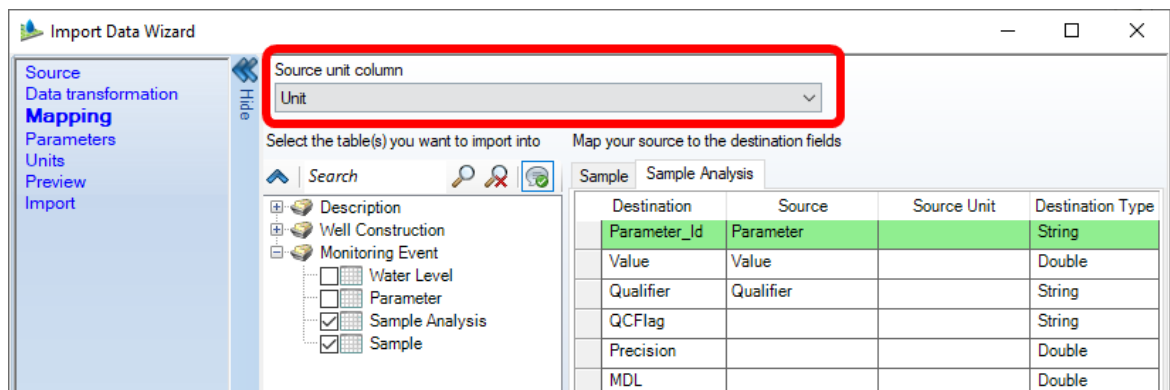 Import Data Wizard
Source
Data transformation
Mapping
Parameters
Units
Preview
Import
Hide
Source unit column
Unit
Select the table(s) you want to import into
Search
Description
Well Construction
Monitoring Event
Water Level
Parameter
Sample Analysis
Sample
Map your source to the destination fields
Sample Sample Analysis
Destination Source Source Unit Destination Type
Parameter_Id Parameter String
Value Value Double
Qualifier Qualifier String
QCFlag String
Precision Double
MDL Double